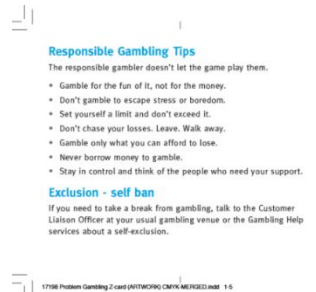 Responsible Gambling Tips
The responsible gambler doesn't let the game play them.
• Gamble for the fun of it, not for the money.
• Don't gamble to escape stress or boredom.
• Set yourself a limit and don't exceed it.
• Don't chase your losses. Leave. Walk away.
• Gamble only what you can afford to lose.
• Never borrow money to gamble.
• Stay in control and think of the people who need your support.
Exclusion - self ban
If you need to take a break from gambling, talk to the Customer
Liaison Officer at your usual gambling venue or the Gambling Help
services about a self-exclusion.
17198 Problem Gambling Z-card (ARTWORK) CMYK-MERGED.indd 1-5